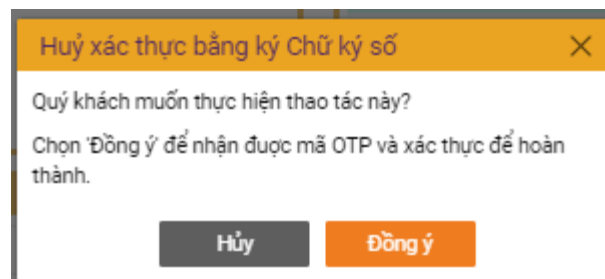 Huỷ xác thực bằng ký Chữ ký số
Quý khách muốn thực hiện thao tác này?
Chọn 'Đồng ý' để nhận đuợc mã OTP và xác thực để hoàn
thành.
Hủy
Đồng ý